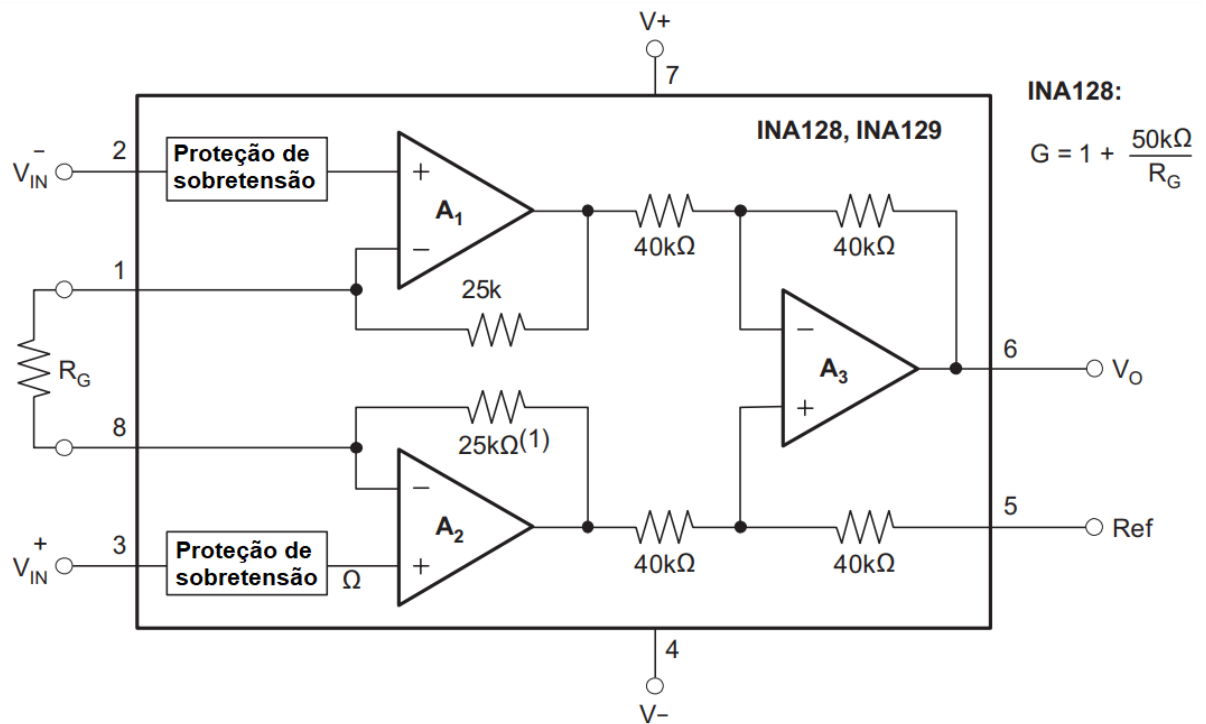 V+
7
INA128:
G = 1 + 50kΩ
R_G
INA128, INA129
V_IN −
2
Proteção de
sobretensão
+
A₁
−
40kΩ
40kΩ
1
25k
R_G
−
A₃
+
6
V_O
8
25kΩ(1)
−
A₂
+
5
Ref
V_IN +
3
Proteção de
sobretensão
Ω
40kΩ
40kΩ
4
V−